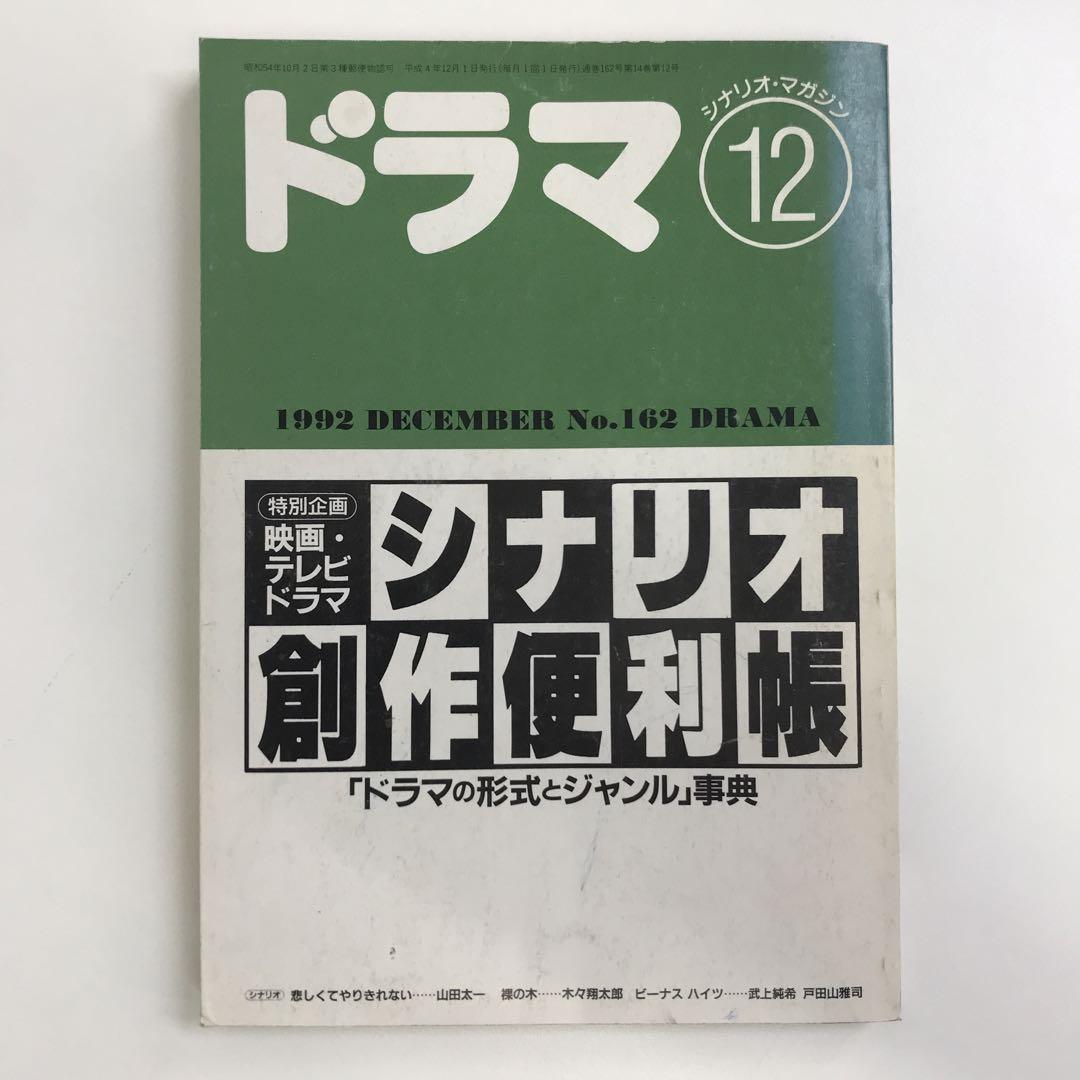 昭和54年10月2日第3種郵便物認可 平成4年12月1日発行(毎月1回1日発行)通巻162号第14巻第12号
ドラマ
シナリオ・マガジン
12
1992 DECEMBER No.162 DRAMA
特別企画
映画・
テレビ
ドラマ
シナリオ
創作便利帳
「ドラマの形式とジャンル」事典
シナリオ 悲しくてやりきれない……山田太一 裸の木……木々翔太郎 ビーナス ハイツ……武上純希 戸田山雅司